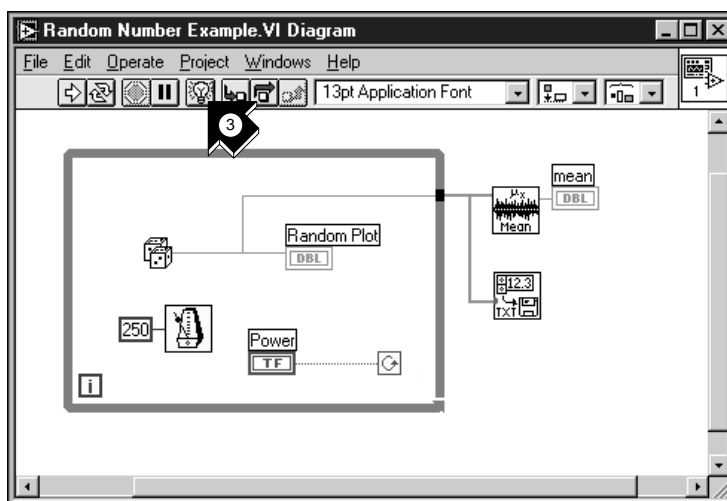 Random Number Example.VI Diagram
File Edit Operate Project Windows Help
13pt Application Font
1
3
mean
μx
DBL
Mean
Random Plot
DBL
12.3
TXT
250
Power
TF
i